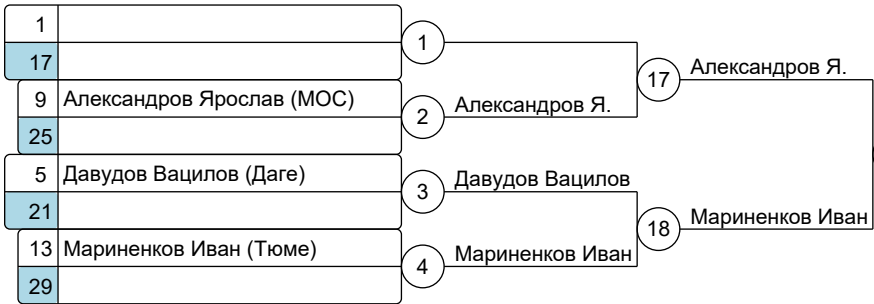 1
17
1
9 Александров Ярослав (МОС)
25
2
Александров Я.
17
Александров Я.
5 Давудов Вацилов (Даге)
21
3
Давудов Вацилов
13 Мариненков Иван (Тюме)
29
4
Мариненков Иван
18
Мариненков Иван